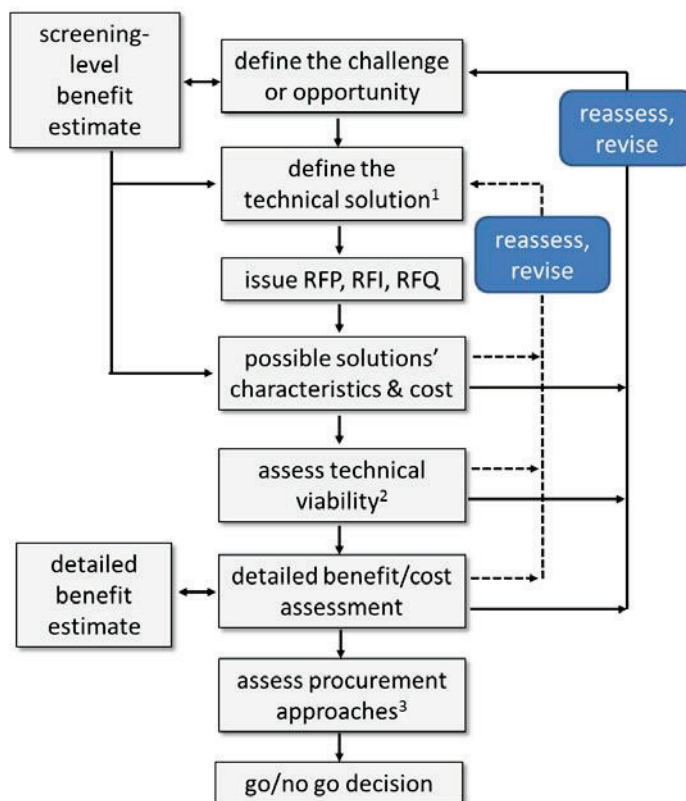 screening-
level
benefit
estimate
define the challenge
or opportunity
reassess,
revise
define the
technical solution¹
reassess,
revise
issue RFP, RFI, RFQ
possible solutions’
characteristics & cost
assess technical
viability²
detailed
benefit
estimate
detailed benefit/cost
assessment
assess procurement
approaches³
go/no go decision